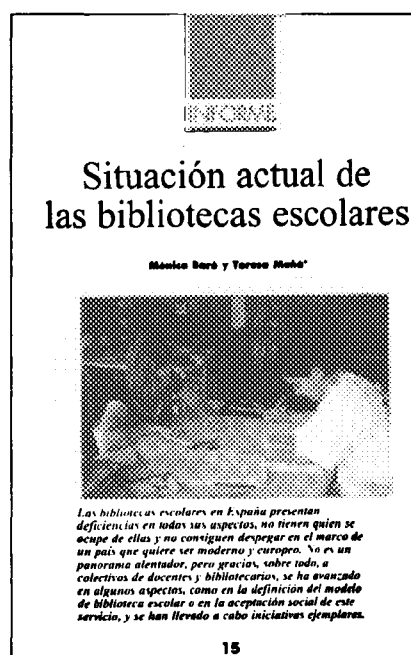 INFORME
Situación actual de
las bibliotecas escolares
Mónica Baró y Teresa Mañá*
Las bibliotecas escolares en España presentan
deficiencias en todos sus aspectos, no tienen quien se
ocupe de ellas y no consiguen despegar en el marco de
un país que quiere ser moderno y europeo. No es un
panorama alentador, pero gracias, sobre todo, a
colectivos de docentes y bibliotecarios, se ha avanzado
en algunos aspectos, como en la definición del modelo
de biblioteca escolar o en la aceptación social de este
servicio, y se han llevado a cabo iniciativas ejemplares.
15